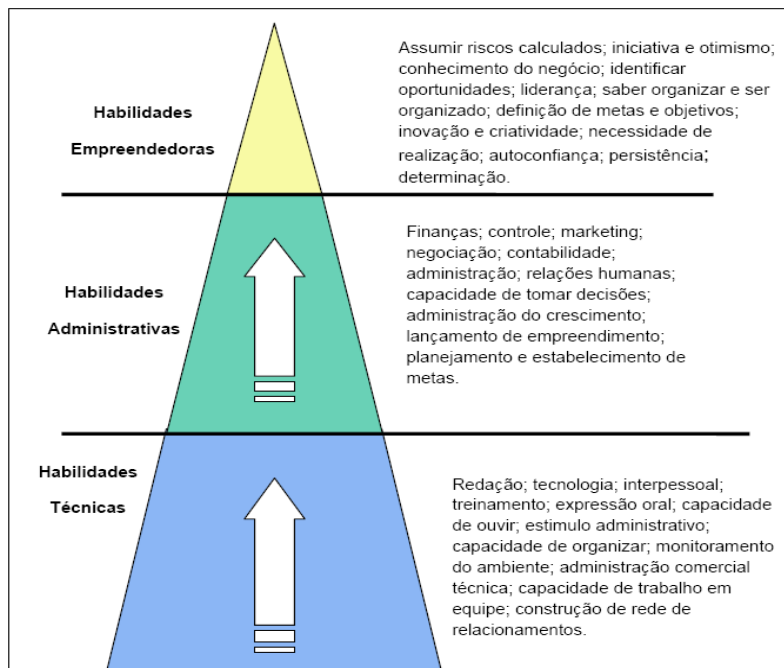 Habilidades
Empreendedoras
Assumir riscos calculados; iniciativa e otimismo;
conhecimento do negócio; identificar
oportunidades; liderança; saber organizar e ser
organizado; definição de metas e objetivos;
inovação e criatividade; necessidade de
realização; autoconfiança; persistência;
determinação.
Habilidades
Administrativas
Finanças; controle; marketing;
negociação; contabilidade;
administração; relações humanas;
capacidade de tomar decisões;
administração do crescimento;
lançamento de empreendimento;
planejamento e estabelecimento de
metas.
Habilidades
Técnicas
Redação; tecnologia; interpessoal;
treinamento; expressão oral; capacidade
de ouvir; estimulo administrativo;
capacidade de organizar; monitoramento
do ambiente; administração comercial
técnica; capacidade de trabalho em
equipe; construção de rede de
relacionamentos.